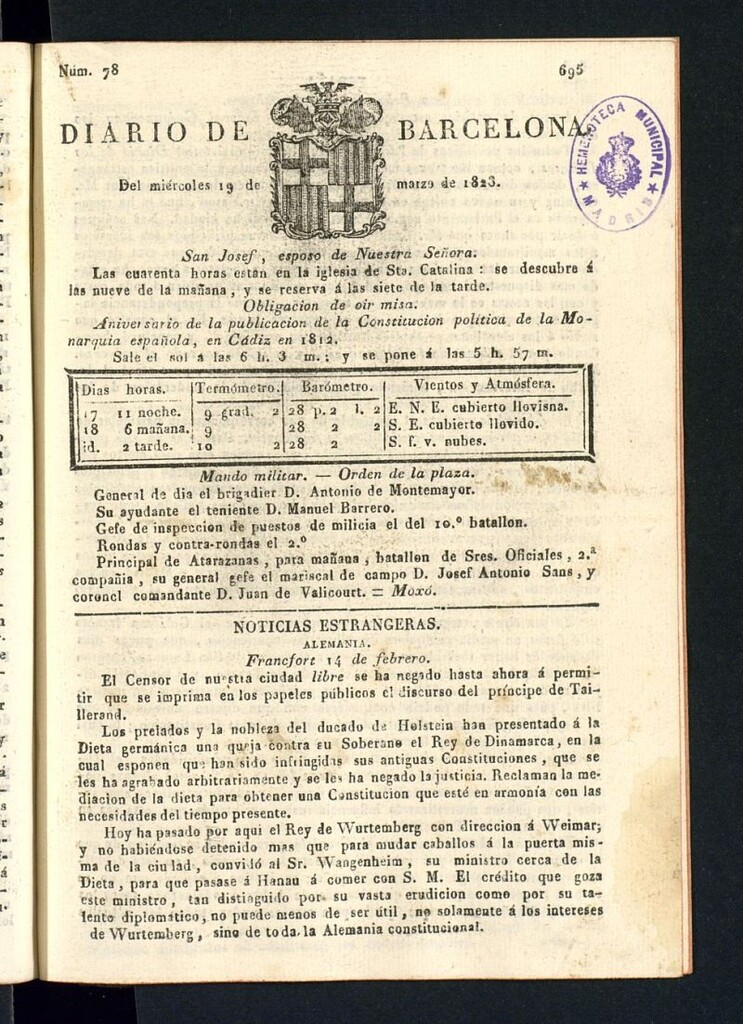 Núm. 78 695
DIARIO DE BARCELONA.
Del miércoles 19 de marzo de 1823.
HEMEROTECA MUNICIPAL
★ MADRID ★
San Josef, esposo de Nuestra Señora.
Las cuarenta horas estan en la iglesia de Sta. Catalina: se descubre á
las nueve de la mañana, y se reserva á las siete de la tarde.
Obligacion de oir misa.
Aniversario de la publicacion de la Constitucion política de la Mo-
narquia española, en Cádiz en 1812.
Sale el sol á las 6 h. 3 m.; y se pone á las 5 h. 57 m.
Dias horas. Termómetro. Barómetro. Vientos y Atmósfera.
17 11 noche. 9 grad. 2 28 p. 2 l. 2 E. N. E. cubierto llovisna.
18 6 mañana. 9 28 2 S. E. cubierto llovido.
id. 2 tarde. 10 2 28 2 S. f. v. nubes.
Mando militar. — Orden de la plaza.
General de dia el brigadier D. Antonio de Montemayor.
Su ayudante el teniente D. Manuel Barrero.
Gefe de inspeccion de puestos de milicia el del 10.º batallon.
Rondas y contra-rondas el 2.º
Principal de Atarazanas, para mañana, batallon de Sres. Oficiales, 2.ª
compañia, su general gefe el mariscal de campo D. Josef Antonio Sans, y
coronel comandante D. Juan de Valicourt. = Moxó.
NOTICIAS ESTRANGERAS.
ALEMANIA.
Francfort 14 de febrero.
El Censor de nuestra ciudad libre se ha negado hasta ahora á permi-
tir que se imprima en los papeles públicos el discurso del príncipe de Tai-
llerand.
Los prelados y la nobleza del ducado de Holstein han presentado á la
Dieta germánica una queja contra su Soberano el Rey de Dinamarca, en la
cual esponen que han sido infringidas sus antiguas Constituciones, que se
les ha agrabado arbitrariamente y se les ha negado la justicia. Reclaman la me-
diacion de la dieta para obtener una Constitucion que esté en armonía con las
necesidades del tiempo presente.
Hoy ha pasado por aqui el Rey de Wurtemberg con direccion á Weimar;
y no habiéndose detenido mas que para mudar caballos á la puerta mis-
ma de la ciudad, convidó al Sr. Wangenheim, su ministro cerca de la
Dieta, para que pasase á Hanau á comer con S. M. El crédito que goza
este ministro, tan distinguido por su vasta erudicion como por su ta-
lento diplomático, no puede menos de ser útil, no solamente á los intereses
de Wurtemberg, sino de toda la Alemania constitucional.